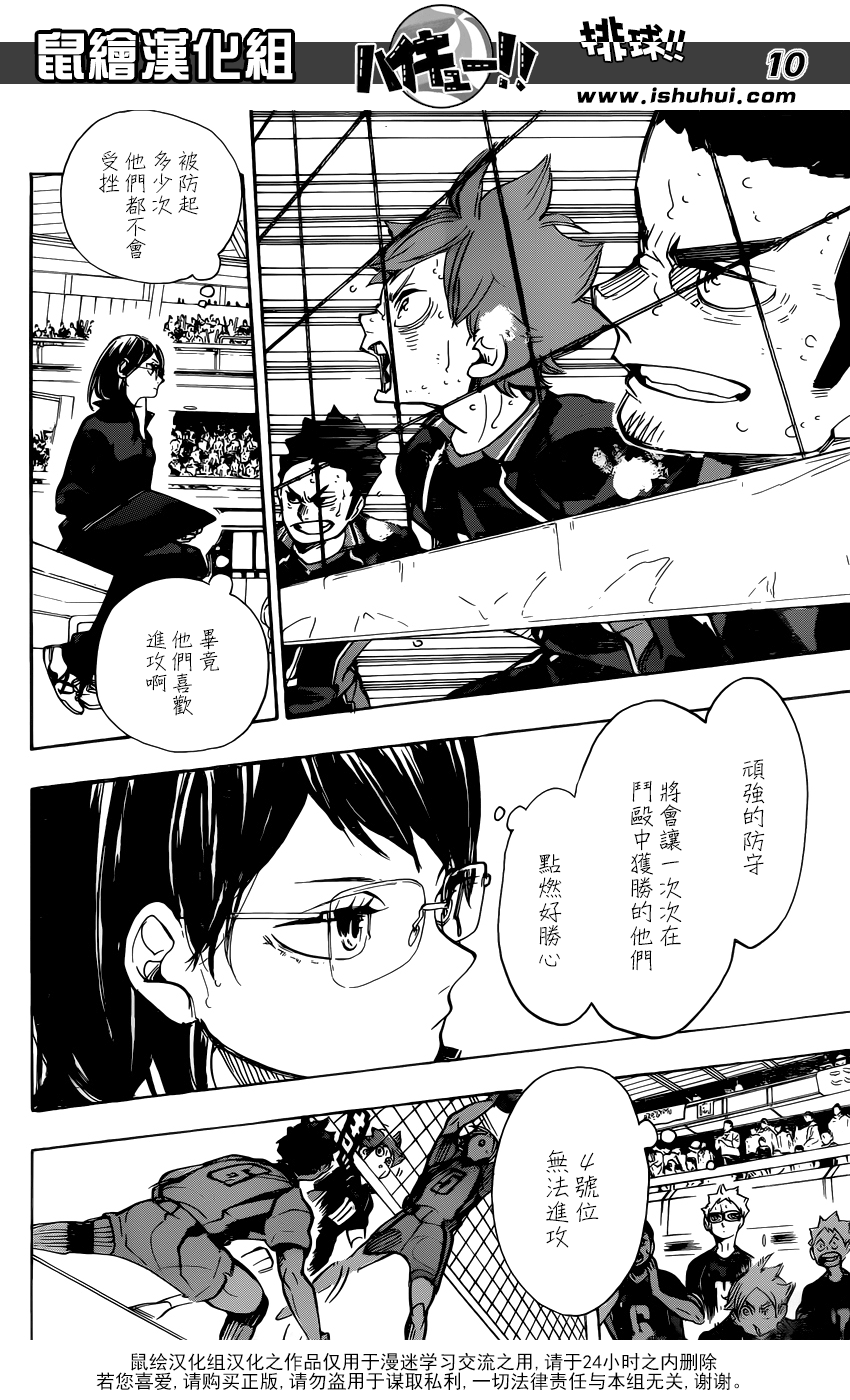 鼠繪漢化組
ハイキュー!!
排球!!
10
www.ishuhui.com
被防起
多少次
他們都不會
受挫
畢竟
他們喜歡
進攻啊
頑強的防守
將會讓一次次在
鬥毆中獲勝的他們
點燃好勝心
4號位
無法進攻
6
5
6
鼠绘汉化组汉化之作品仅用于漫迷学习交流之用, 请于24小时之内删除
若您喜爱, 请购买正版, 请勿盗用于谋取私利, 一切法律责任与本组无关, 谢谢。